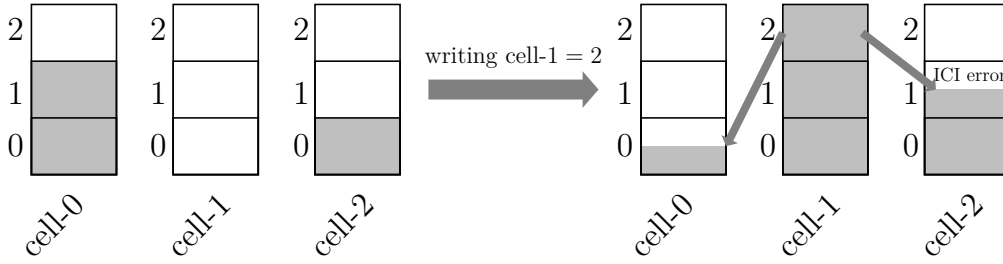 2 2 2
1 1 1
0 0 0
cell-0 cell-1 cell-2
writing cell-1 = 2
2 2 2
1 1 1
0 0 0
ICI error
cell-0 cell-1 cell-2